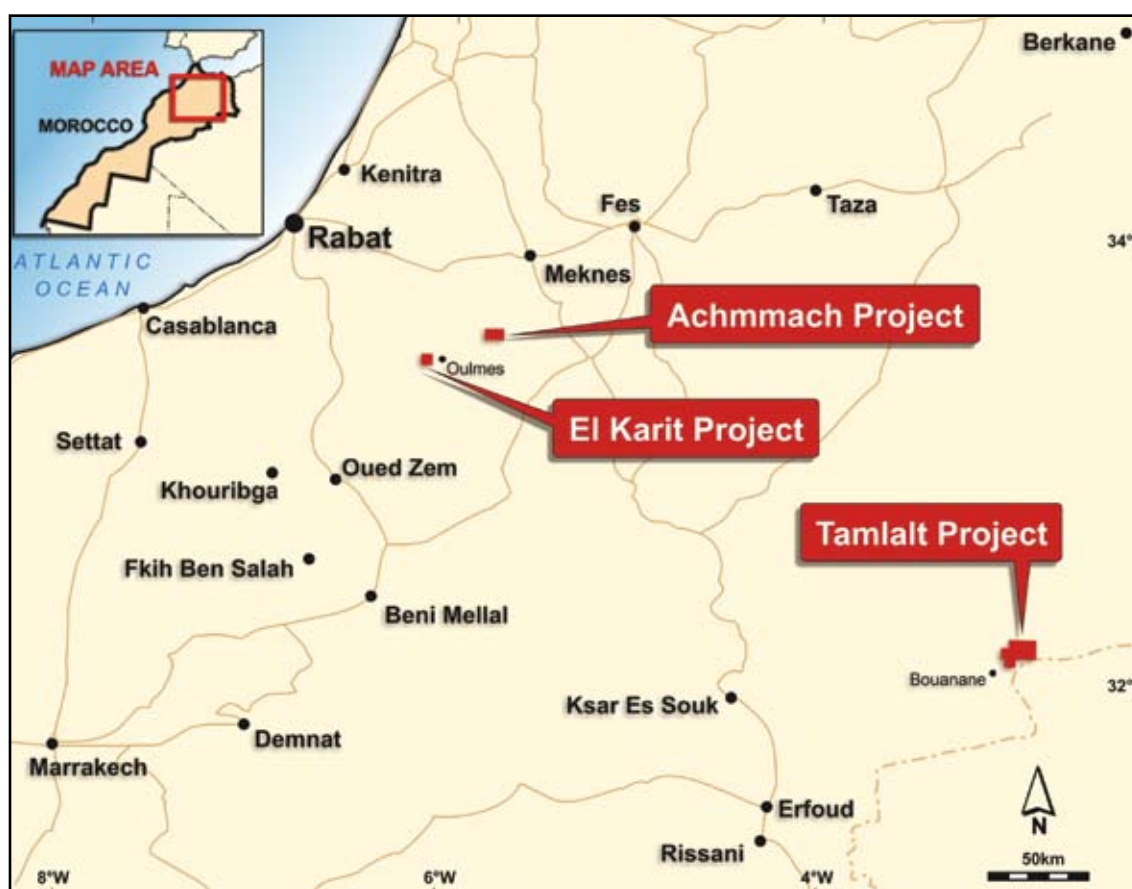 Berkane
MAP AREA
MOROCCO
Kenitra
Fes
Taza
Rabat
34°
Meknes
ATLANTIC
OCEAN
Casablanca
Achmmach Project
Oulmes
El Karit Project
Settat
Oued Zem
Khouribga
Tamlalt Project
Fkih Ben Salah
Beni Mellal
Bouanane
32°
Ksar Es Souk
Demnat
Marrakech
Erfoud
N
Rissani
50km
8°W
6°W
4°W